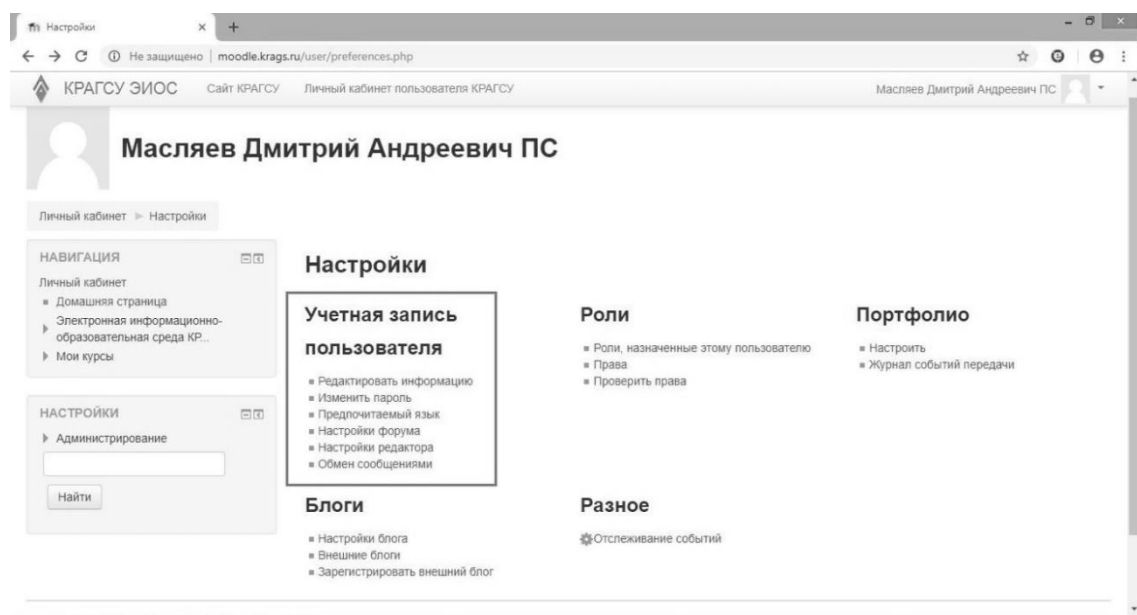 Настройки
Не защищено | moodle.krags.ru/user/preferences.php
КРАГСУ ЭИОС Сайт КРАГСУ Личный кабинет пользователя КРАГСУ Масляев Дмитрий Андреевич ПС
Масляев Дмитрий Андреевич ПС
Личный кабинет Настройки
НАВИГАЦИЯ
Личный кабинет
Домашняя страница
Электронная информационно-
образовательная среда КР...
Мои курсы
НАСТРОЙКИ
Администрирование
Найти
Настройки
Учетная запись
пользователя
Редактировать информацию
Изменить пароль
Предпочитаемый язык
Настройки форума
Настройки редактора
Обмен сообщениями
Роли
Роли, назначенные этому пользователю
Права
Проверить права
Портфолио
Настроить
Журнал событий передачи
Блоги
Настройки блога
Внешние блоги
Зарегистрировать внешний блог
Разное
Отслеживание событий